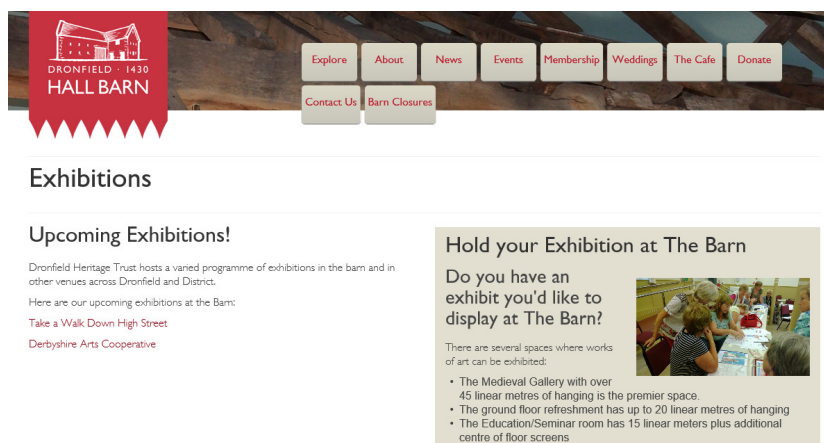 DRONFIELD · 1430
HALL BARN
Explore
About
News
Events
Membership
Weddings
The Cafe
Donate
Contact Us
Barn Closures
Exhibitions
Upcoming Exhibitions!
Dronfield Heritage Trust hosts a varied programme of exhibitions in the barn and in
other venues across Dronfield and District.
Here are our upcoming exhibitions at the Barn:
Take a Walk Down High Street
Derbyshire Arts Cooperative
Hold your Exhibition at The Barn
Do you have an
exhibit you'd like to
display at The Barn?
There are several spaces where works
of art can be exhibited:
• The Medieval Gallery with over
45 linear metres of hanging is the premier space.
• The ground floor refreshment has up to 20 linear metres of hanging
• The Education/Seminar room has 15 linear meters plus additional
centre of floor screens